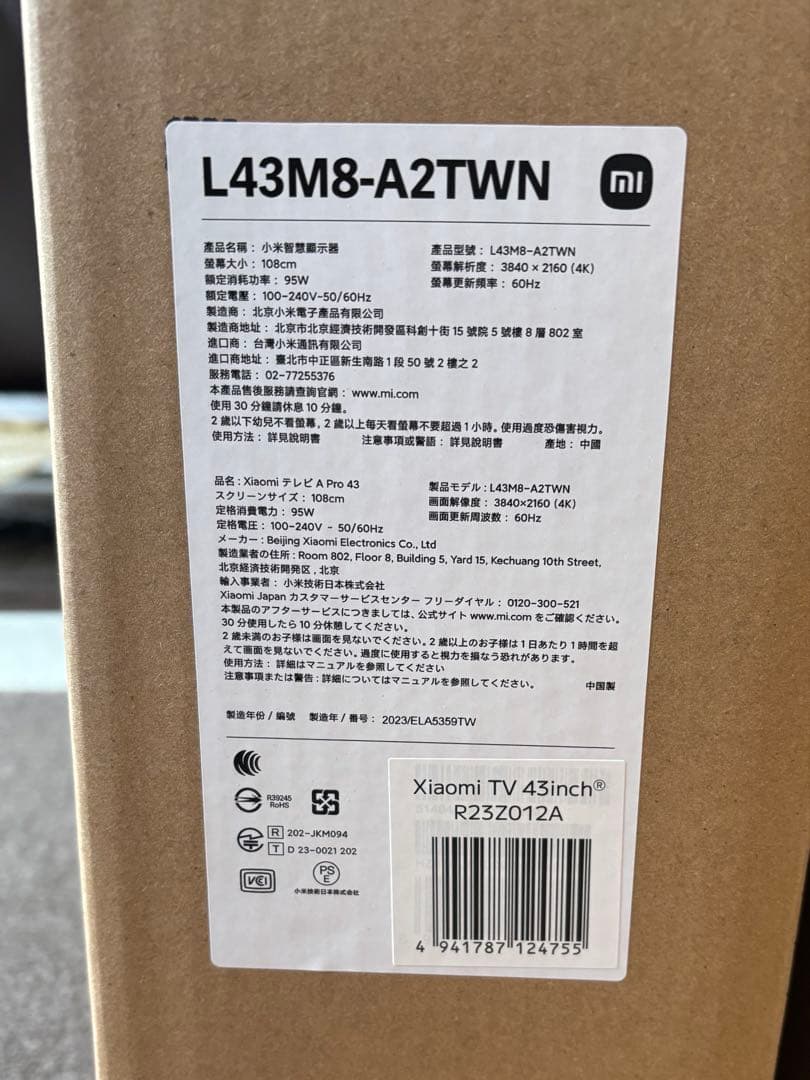 L43M8-A2TWN
mi
產品名稱：小米智慧顯示器
產品型號：L43M8-A2TWN
螢幕大小：108cm
螢幕解析度：3840 × 2160 (4K)
額定消耗功率：95W
螢幕更新頻率：60Hz
額定電壓：100-240V-50/60Hz
製造商：北京小米電子產品有限公司
製造商地址：北京市北京經濟技術開發區科創十街 15 號院 5 號樓 8 層 802 室
進口商：台灣小米通訊有限公司
進口商地址：臺北市中正區新生南路 1 段 50 號 2 樓之 2
服務電話：02-77255376
本產品售後服務請查詢官網：www.mi.com
使用 30 分鐘請休息 10 分鐘。
2 歲以下幼兒不看螢幕，2 歲以上每天看螢幕不要超過 1 小時。使用過度恐傷害視力。
使用方法：詳見說明書 注意事項或警語：詳見說明書 產地：中國
品名：Xiaomi テレビ A Pro 43
製品モデル：L43M8-A2TWN
スクリーンサイズ：108cm
画面解像度：3840×2160 (4K)
定格消費電力：95W
画面更新周波数：60Hz
定格電圧：100-240V - 50/60Hz
メーカー：Beijing Xiaomi Electronics Co., Ltd
製造業者の住所：Room 802, Floor 8, Building 5, Yard 15, Kechuang 10th Street,
北京経済技術開発区，北京
輸入事業者：小米技術日本株式会社
Xiaomi Japan カスタマーサービスセンター フリーダイヤル：0120-300-521
本製品のアフターサービスにつきましては、公式サイト www.mi.com をご確認ください。
30 分使用したら 10 分休憩してください。
2 歳未満のお子様は画面を見ないでください。2 歳以上のお子様は 1 日あたり 1 時間を超
えて画面を見ないでください。過度に使用すると視力を損なう恐れがあります。
使用方法：詳細はマニュアルを参照してください
注意事項または警告：詳細についてはマニュアルを参照してください。 中国製
製造年份 / 編號 製造年 / 番号：2023/ELA5359TW
R39245
RoHS
R 202-JKM094
T D 23-0021 202
VCCI
PS
E
小米技術日本株式会社
Xiaomi TV 43inch®
R23Z012A
4 941787 124755